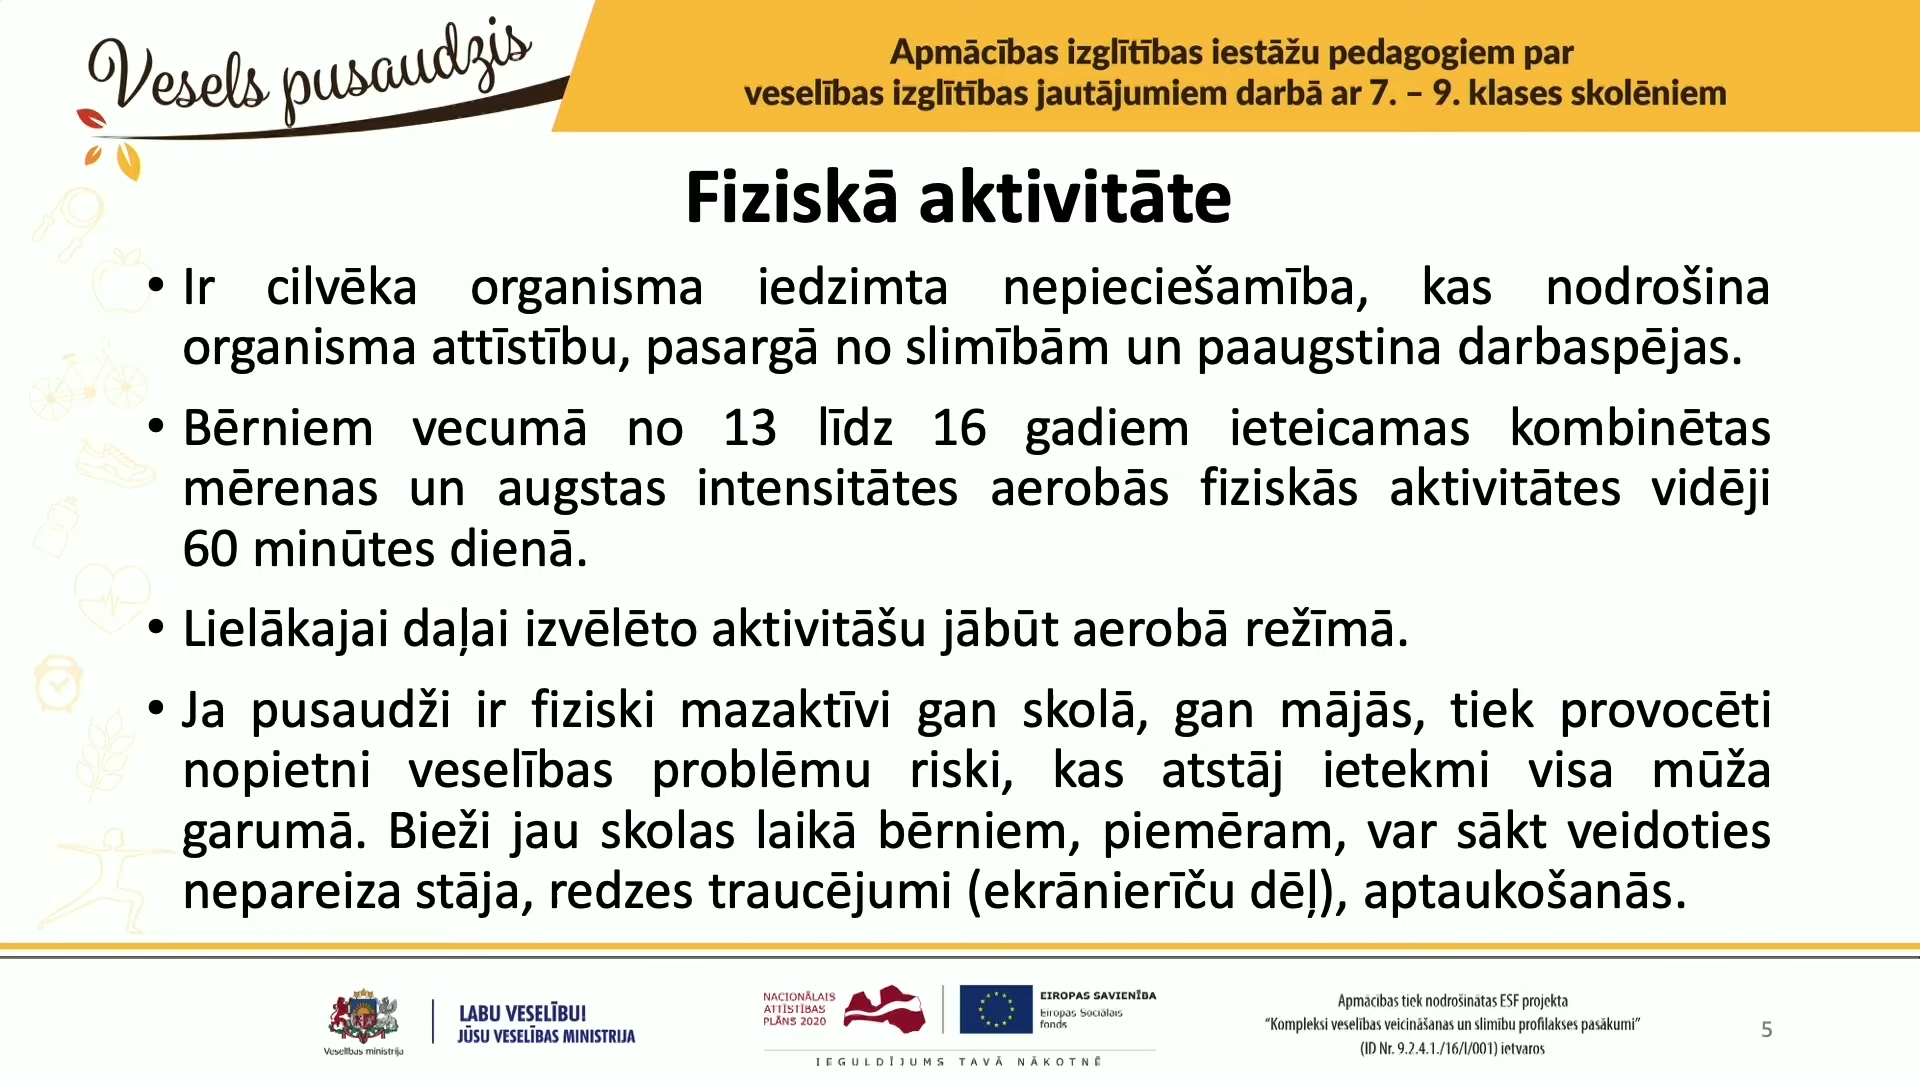 Vesels pusaudzis
Apmācības izglītības iestāžu pedagogiem par
veselības izglītības jautājumiem darbā ar 7. – 9. klases skolēniem
Fiziskā aktivitāte
• Ir cilvēka organisma iedzimta nepieciešamība, kas nodrošina
organisma attīstību, pasargā no slimībām un paaugstina darbaspējas.
• Bērniem vecumā no 13 līdz 16 gadiem ieteicamas kombinētas
mērenas un augstas intensitātes aerobās fiziskās aktivitātes vidēji
60 minūtes dienā.
• Lielākajai daļai izvēlēto aktivitāšu jābūt aerobā režīmā.
• Ja pusaudži ir fiziski mazaktīvi gan skolā, gan mājās, tiek provocēti
nopietni veselības problēmu riski, kas atstāj ietekmi visa mūža
garumā. Bieži jau skolas laikā bērniem, piemēram, var sākt veidoties
nepareiza stāja, redzes traucējumi (ekrānierīču dēļ), aptaukošanās.
Veselības ministrija
LABU VESELĪBU!
JŪSU VESELĪBAS MINISTRIJA
NACIONĀLAIS
ATTĪSTĪBAS
PLĀNS 2020
EIROPAS SAVIENĪBA
Eiropas Sociālais
fonds
IEGULDĪJUMS TAVĀ NĀKOTNĒ
Apmācības tiek nodrošinātas ESF projekta
“Kompleksi veselības veicināšanas un slimību profilakses pasākumi”
(ID Nr. 9.2.4.1./16/I/001) ietvaros
5